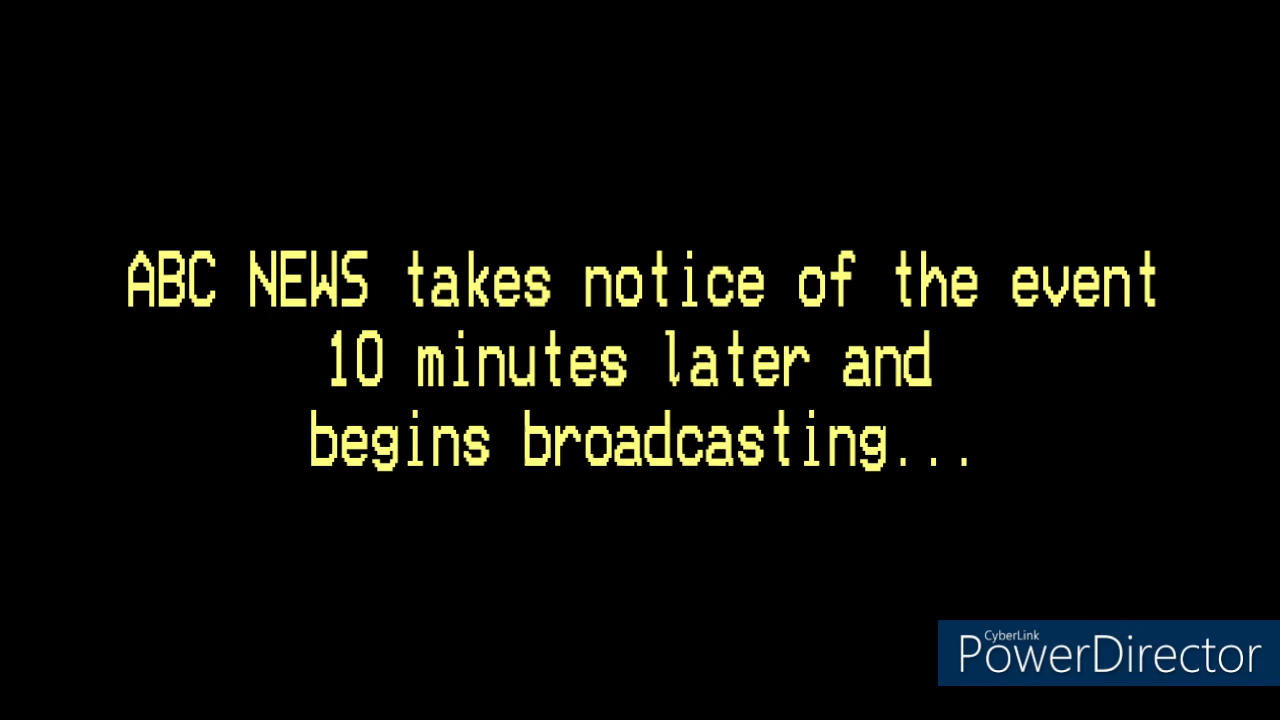 ABC NEWS takes notice of the event
10 minutes later and
begins broadcasting...
CyberLink
PowerDirector